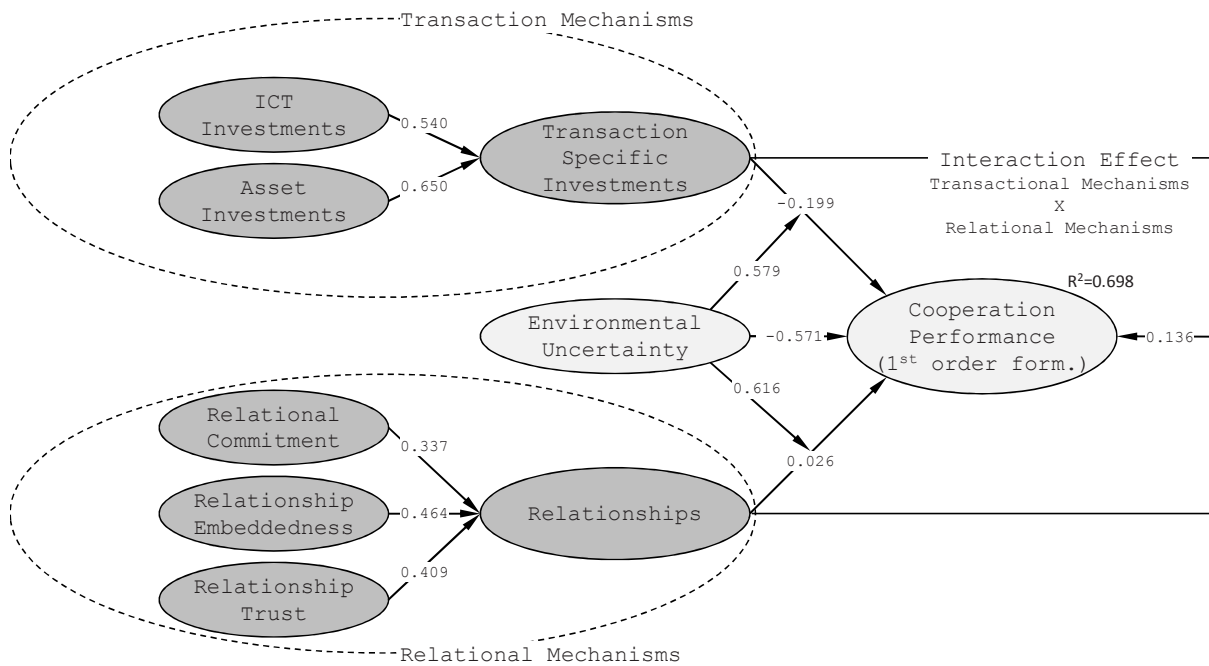 Transaction Mechanisms
ICT
Investments
0.540
Asset
Investments
0.650
Transaction
Specific
Investments
Interaction Effect
Transactional Mechanisms
X
Relational Mechanisms
-0.199
0.579
Environmental
Uncertainty
-0.571
0.616
R²=0.698
Cooperation
Performance
(1st order form.)
0.136
Relational
Commitment
0.337
Relationship
Embeddedness
0.464
Relationship
Trust
0.409
Relationships
0.026
Relational Mechanisms